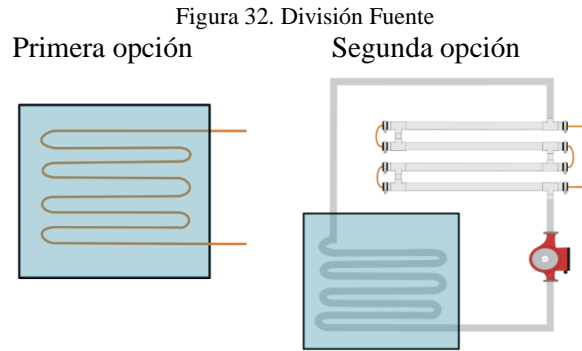 Figura 32. División Fuente
Primera opción
Segunda opción